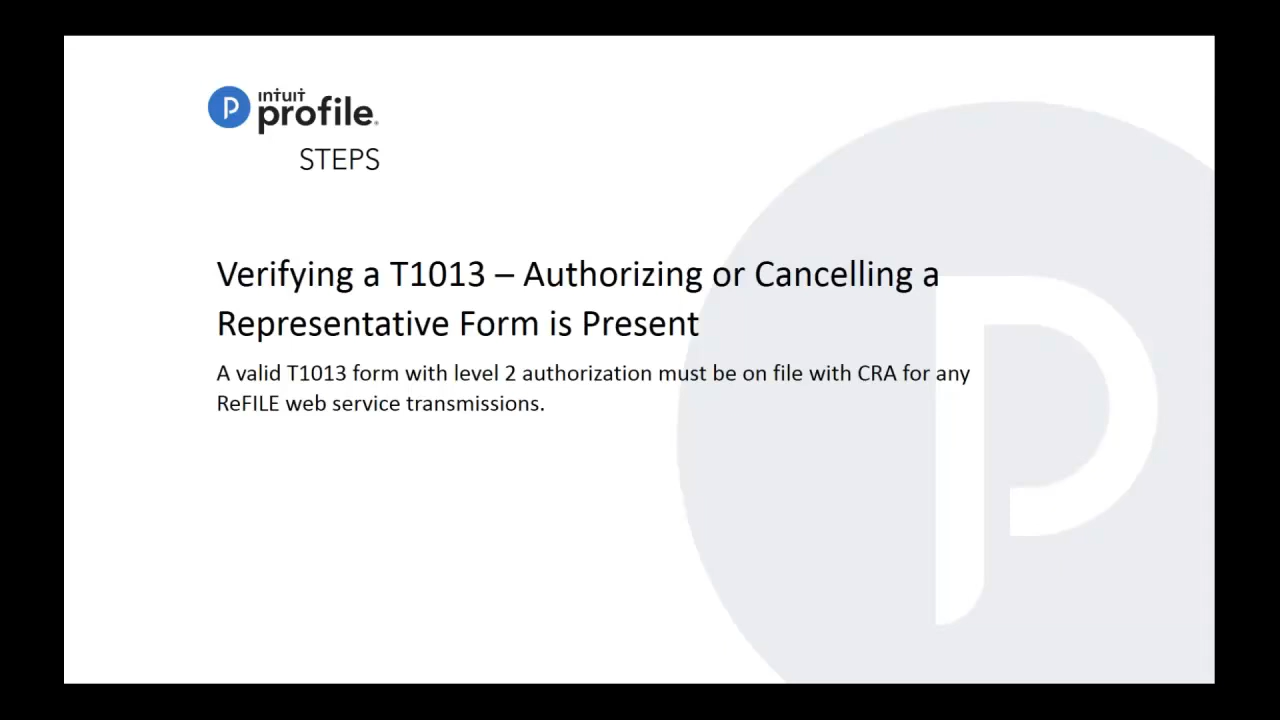 intuit
profile
STEPS
Verifying a T1013 – Authorizing or Cancelling a
Representative Form is Present
A valid T1013 form with level 2 authorization must be on file with CRA for any
ReFILE web service transmissions.